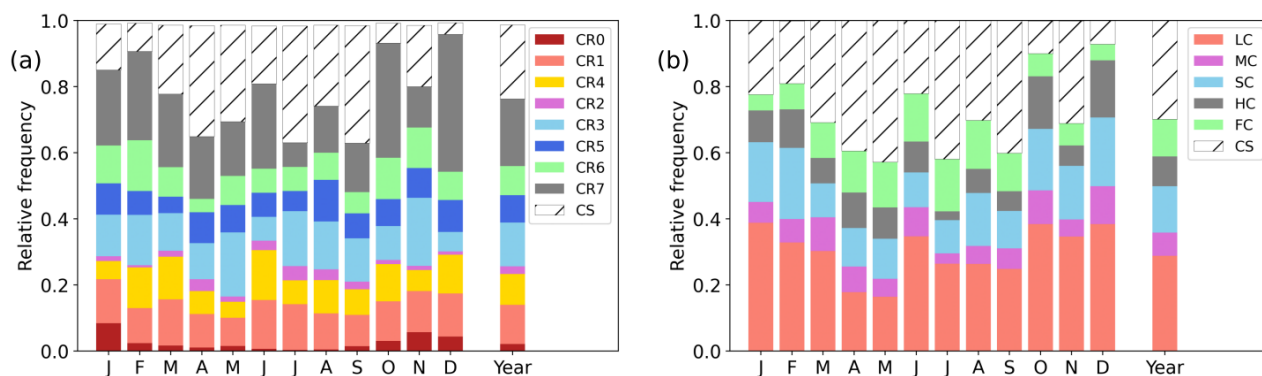 (a)
Relative frequency
1.0
0.8
0.6
0.4
0.2
0.0
J F M A M J J A S O N D Year
CR0
CR1
CR4
CR2
CR3
CR5
CR6
CR7
CS
(b)
Relative frequency
1.0
0.8
0.6
0.4
0.2
0.0
J F M A M J J A S O N D Year
LC
MC
SC
HC
FC
CS